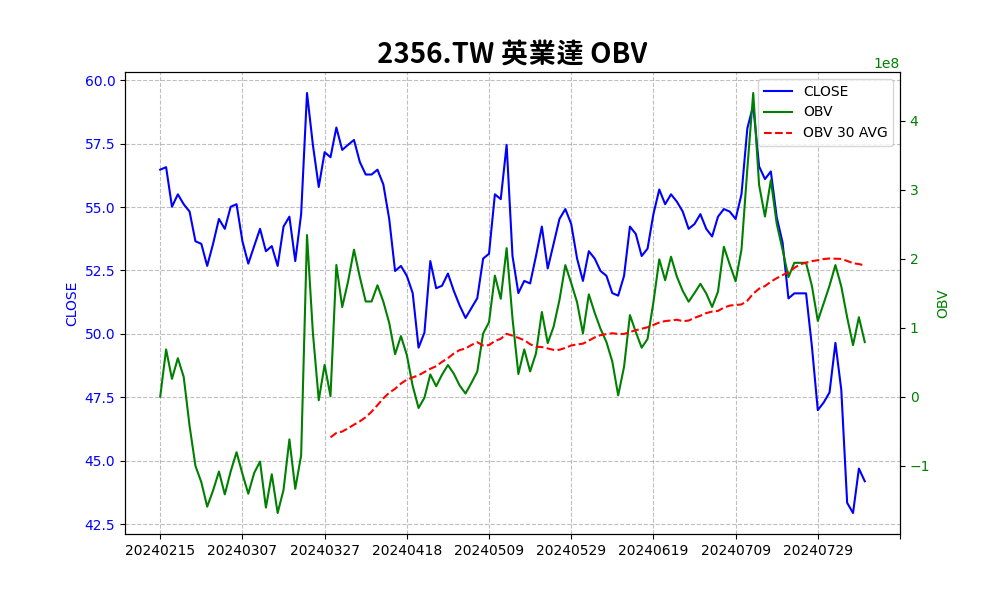 2356.TW 英業達 OBV
1e8
60.0
57.5
55.0
52.5
50.0
47.5
45.0
42.5
CLOSE
CLOSE
OBV
OBV 30 AVG
4
3
2
1
0
−1
OBV
20240215 20240307 20240327 20240418 20240509 20240529 20240619 20240709 20240729